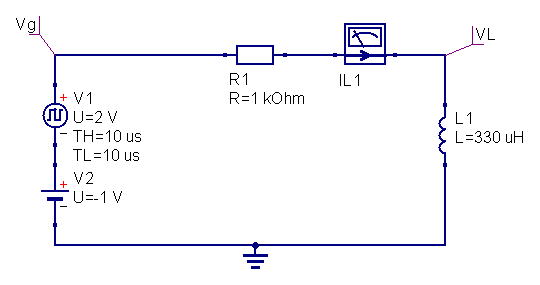 Vg
VL
R1
R=1 kOhm
IL1
+ V1
U=2 V
− TH=10 us
TL=10 us
+ V2
− U=-1 V
L1
L=330 uH